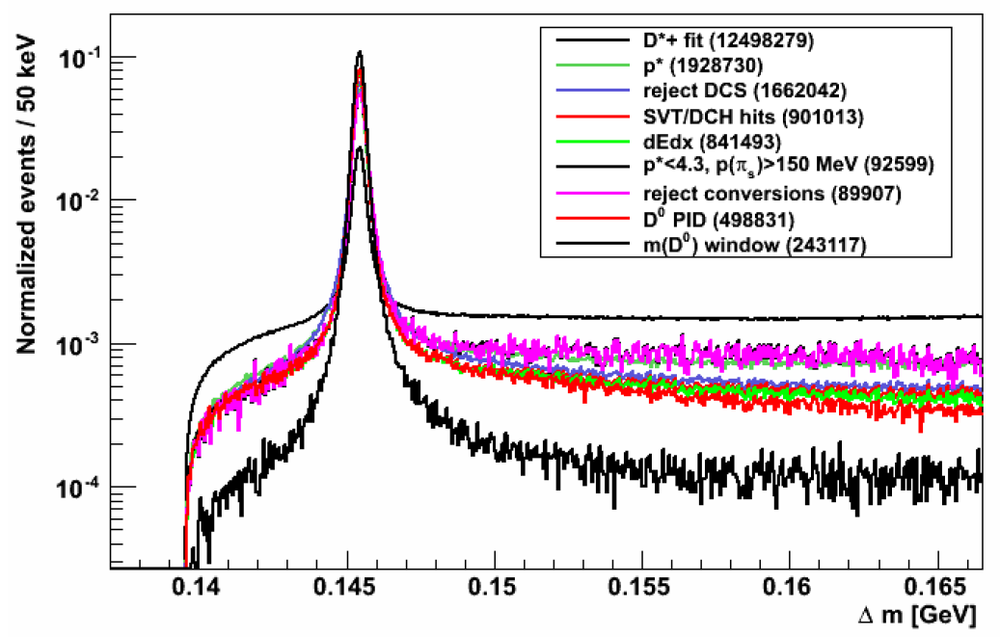 Normalized events / 50 keV
10⁻¹
10⁻²
10⁻³
10⁻⁴
D*+ fit (12498279)
p* (1928730)
reject DCS (1662042)
SVT/DCH hits (901013)
dEdx (841493)
p*<4.3, p(πₛ)>150 MeV (92599)
reject conversions (89907)
D⁰ PID (498831)
m(D⁰) window (243117)
0.14 0.145 0.15 0.155 0.16 0.165
Δ m [GeV]